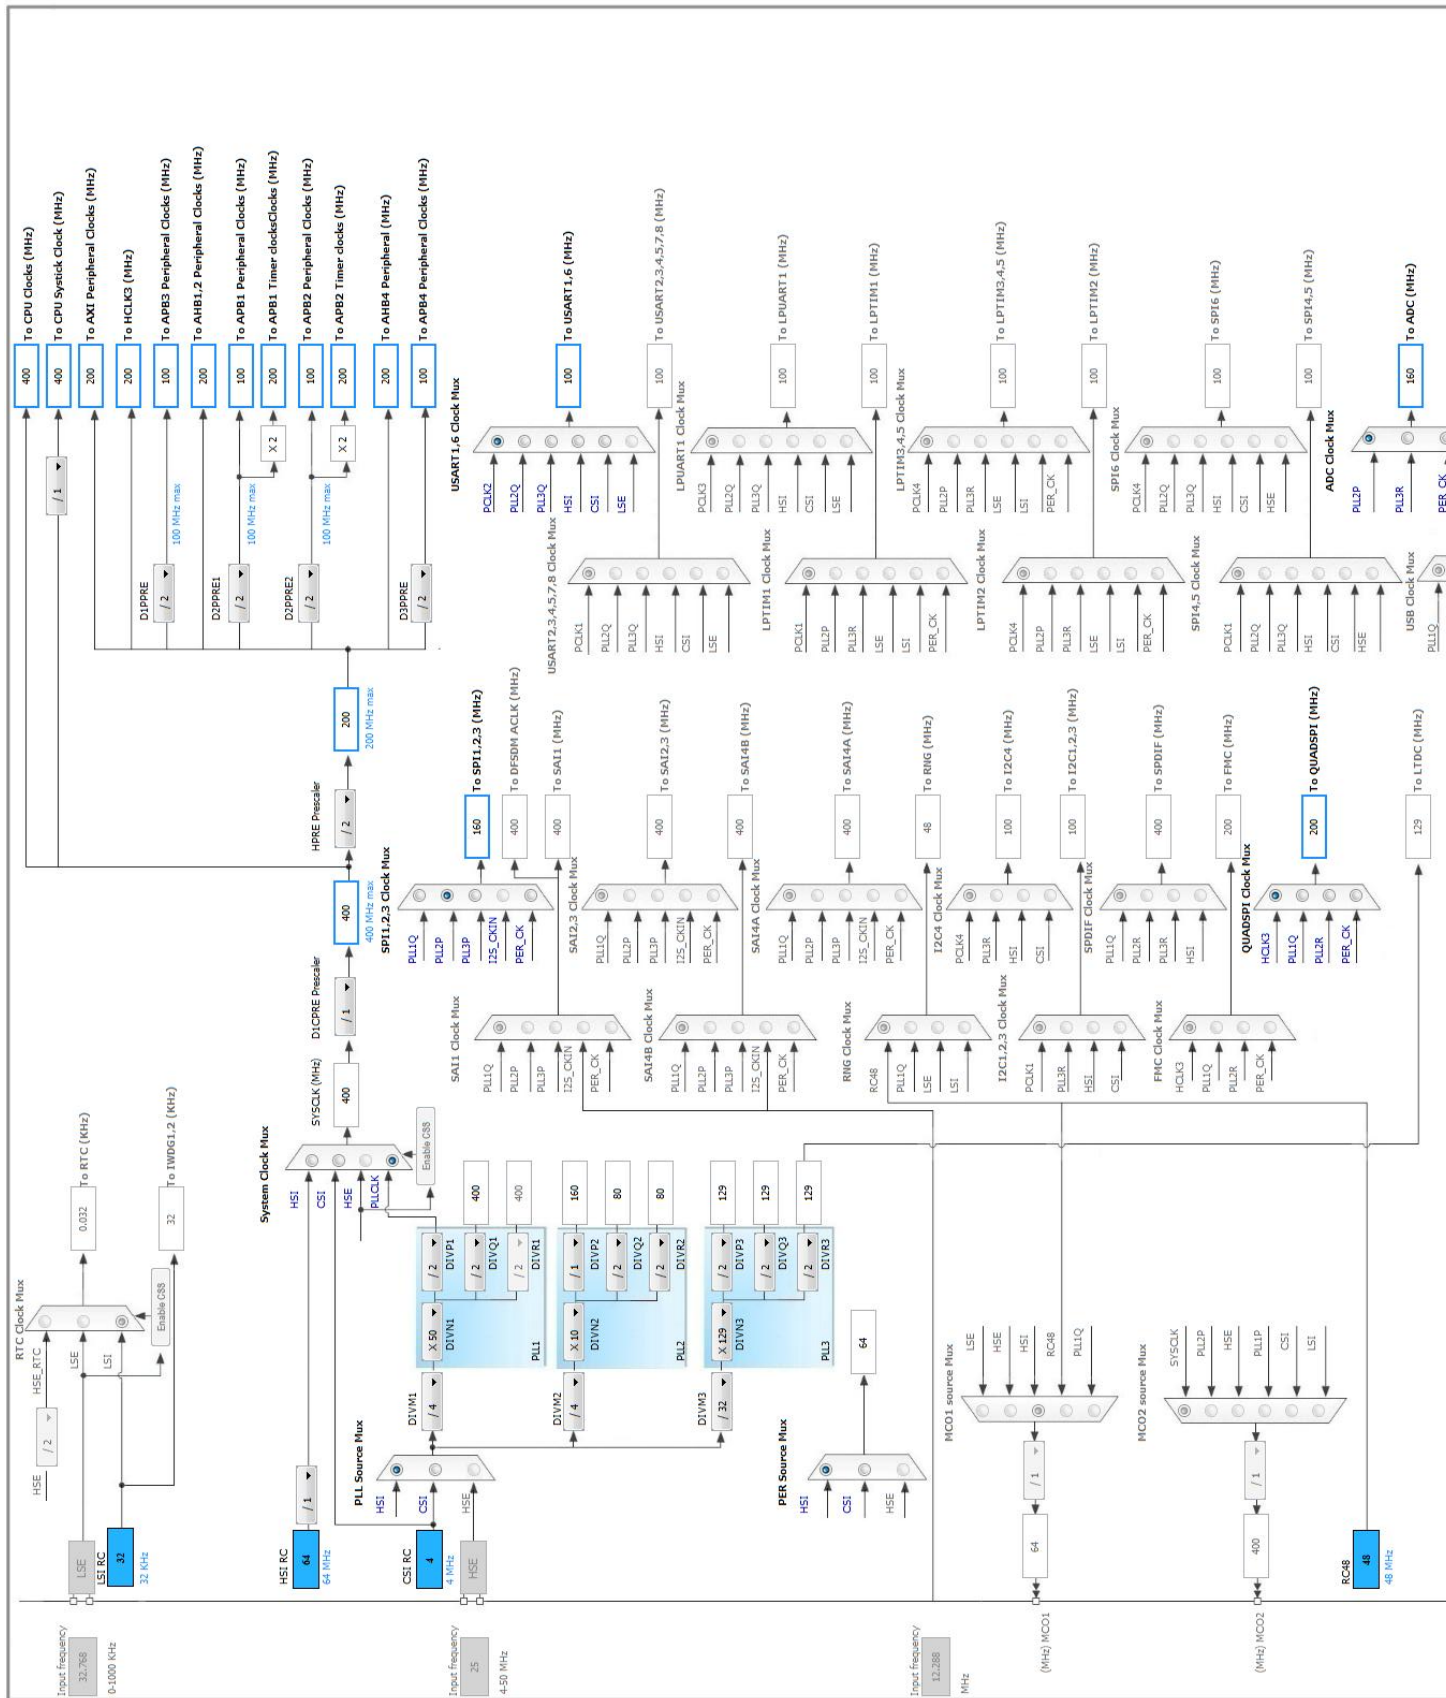 Input frequency
32.768
0-1000 KHz
LSE
LSI RC
32
32 KHz
HSE
/ 2
HSE_RTC
LSE
LSI
RTC Clock Mux
Enable CSS
0.032
To RTC (KHz)
32
To IWDG1,2 (KHz)
HSI RC
64
64 MHz
/ 1
CSI RC
4
4 MHz
Input frequency
25
4-50 MHz
HSE
System Clock Mux
HSI
CSI
HSE
PLLCLK
Enable CSS
SYSCLK (MHz)
400
D1CPRE Prescaler
/ 1
400
400 MHz max
HPRE Prescaler
/ 2
200
200 MHz max
/ 1
D1PPRE
/ 2
100 MHz max
D2PPRE1
/ 2
100 MHz max
X 2
D2PPRE2
/ 2
100 MHz max
X 2
D3PPRE
/ 2
400
To CPU Clocks (MHz)
400
To CPU Systick Clock (MHz)
200
To AXI Peripheral Clocks (MHz)
200
To HCLK3 (MHz)
100
To APB3 Peripheral Clocks (MHz)
200
To AHB1,2 Peripheral Clocks (MHz)
100
To APB1 Peripheral Clocks (MHz)
200
To APB1 Timer clocksClocks (MHz)
100
To APB2 Peripheral Clocks (MHz)
200
To APB2 Timer clocks (MHz)
200
To AHB4 Peripheral (MHz)
100
To APB4 Peripheral Clocks (MHz)
PLL Source Mux
HSI
CSI
HSE
DIVM1
/ 4
X 50
DIVN1
PLL1
/ 2
DIVP1
/ 2
DIVQ1
400
/ 2
DIVR1
400
DIVM2
/ 4
X 10
DIVN2
PLL2
/ 1
DIVP2
160
/ 2
DIVQ2
80
/ 2
DIVR2
80
DIVM3
/ 32
X 129
DIVN3
PLL3
/ 2
DIVP3
129
/ 2
DIVQ3
129
/ 2
DIVR3
129
PER Source Mux
HSI
CSI
HSE
64
Input frequency
12.288
MHz
MCO1 source Mux
LSE
HSE
HSI
RC48
PLL1Q
/ 1
64
(MHz) MCO1
MCO2 source Mux
SYSCLK
PLL2P
HSE
PLL1P
CSI
LSI
/ 1
400
(MHz) MCO2
RC48
48
48 MHz
SPI1,2,3 Clock Mux
PLL1Q
PLL2P
PLL3P
I2S_CKIN
PER_CK
160
To SPI1,2,3 (MHz)
400
To DFSDM ACLK (MHz)
SAI1 Clock Mux
PLL1Q
PLL2P
PLL3P
I2S_CKIN
PER_CK
400
To SAI1 (MHz)
SAI2,3 Clock Mux
PLL1Q
PLL2P
PLL3P
I2S_CKIN
PER_CK
400
To SAI2,3 (MHz)
SAI4B Clock Mux
PLL1Q
PLL2P
PLL3P
I2S_CKIN
PER_CK
400
To SAI4B (MHz)
SAI4A Clock Mux
PLL1Q
PLL2P
PLL3P
I2S_CKIN
PER_CK
400
To SAI4A (MHz)
RNG Clock Mux
RC48
PLL1Q
LSE
LSI
48
To RNG (MHz)
I2C4 Clock Mux
PCLK4
PLL3R
HSI
CSI
100
To I2C4 (MHz)
I2C1,2,3 Clock Mux
PCLK1
PLL3R
HSI
CSI
100
To I2C1,2,3 (MHz)
SPDIF Clock Mux
PLL1Q
PLL2R
PLL3R
HSI
400
To SPDIF (MHz)
FMC Clock Mux
HCLK3
PLL1Q
PLL2R
PER_CK
200
To FMC (MHz)
QUADSPI Clock Mux
HCLK3
PLL1Q
PLL2R
PER_CK
200
To QUADSPI (MHz)
129
To LTDC (MHz)
USART1,6 Clock Mux
PCLK2
PLL2Q
PLL3Q
HSI
CSI
LSE
100
To USART1,6 (MHz)
USART2,3,4,5,7,8 Clock Mux
PCLK1
PLL2Q
PLL3Q
HSI
CSI
LSE
100
To USART2,3,4,5,7,8 (MHz)
LPUART1 Clock Mux
PCLK3
PLL2Q
PLL3Q
HSI
CSI
LSE
100
To LPUART1 (MHz)
LPTIM1 Clock Mux
PCLK1
PLL2P
PLL3R
LSE
LSI
PER_CK
100
To LPTIM1 (MHz)
LPTIM3,4,5 Clock Mux
PCLK4
PLL2P
PLL3R
LSE
LSI
PER_CK
100
To LPTIM3,4,5 (MHz)
LPTIM2 Clock Mux
PCLK4
PLL2P
PLL3R
LSE
LSI
PER_CK
100
To LPTIM2 (MHz)
SPI6 Clock Mux
PCLK4
PLL2Q
PLL3Q
HSI
CSI
HSE
100
To SPI6 (MHz)
SPI4,5 Clock Mux
PCLK1
PLL2Q
PLL3Q
HSI
CSI
HSE
100
To SPI4,5 (MHz)
ADC Clock Mux
PLL2P
PLL3R
PER_CK
160
To ADC (MHz)
USB Clock Mux
PLL1Q